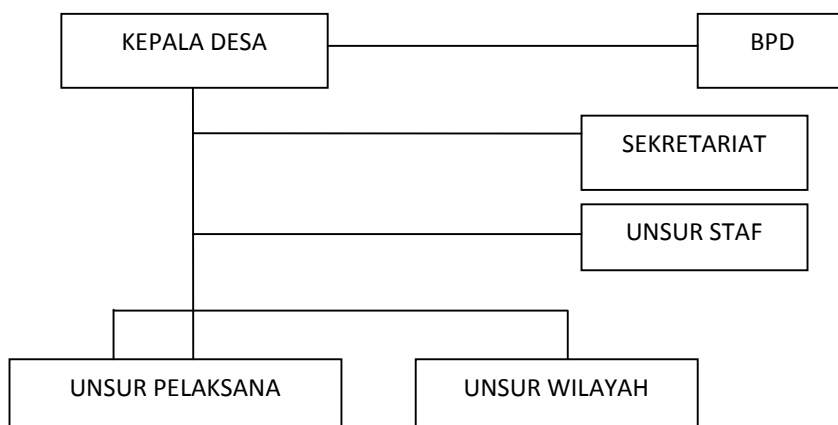 KEPALA DESA
BPD
SEKRETARIAT
UNSUR STAF
UNSUR PELAKSANA
UNSUR WILAYAH